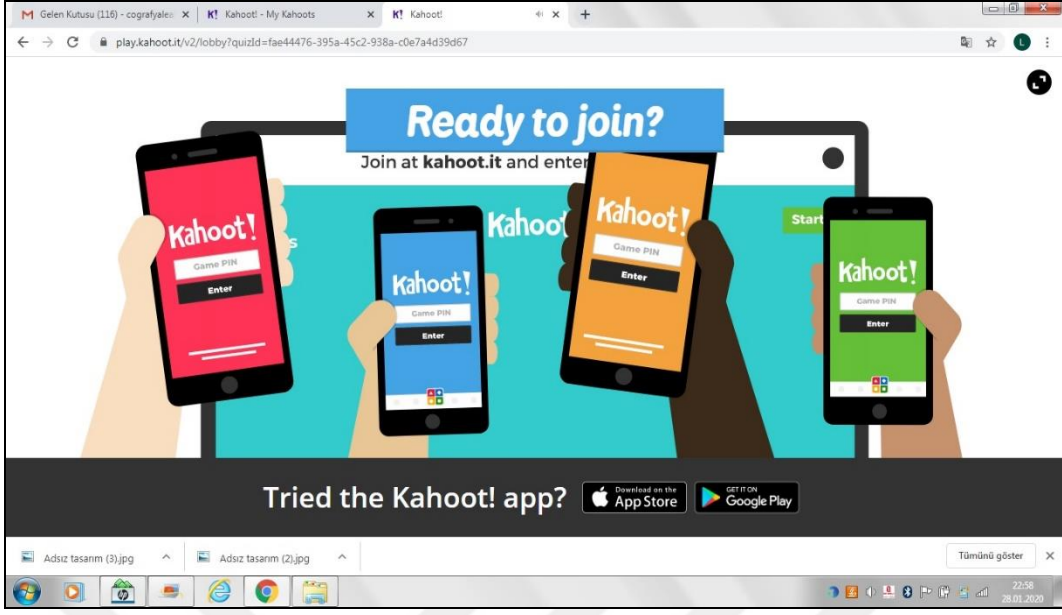 Gelen Kutusu (116) - cografyales
Kahoot! - My Kahoots
Kahoot!
play.kahoot.it/v2/lobby?quizId=fae44476-395a-45c2-938a-c0e7a4d39d67
L
Ready to join?
Join at kahoot.it and enter
Kahoot!
Game PIN
Enter
s
Kahoot!
Game PIN
Enter
Kahoot
Kahoot!
Game PIN
Enter
Start
Kahoot!
Game PIN
Enter
Tried the Kahoot! app?
Download on the
App Store
GET IT ON
Google Play
Adsız tasarım (3).jpg
Adsız tasarım (2).jpg
Tümünü göster
22:58
28.01.2020